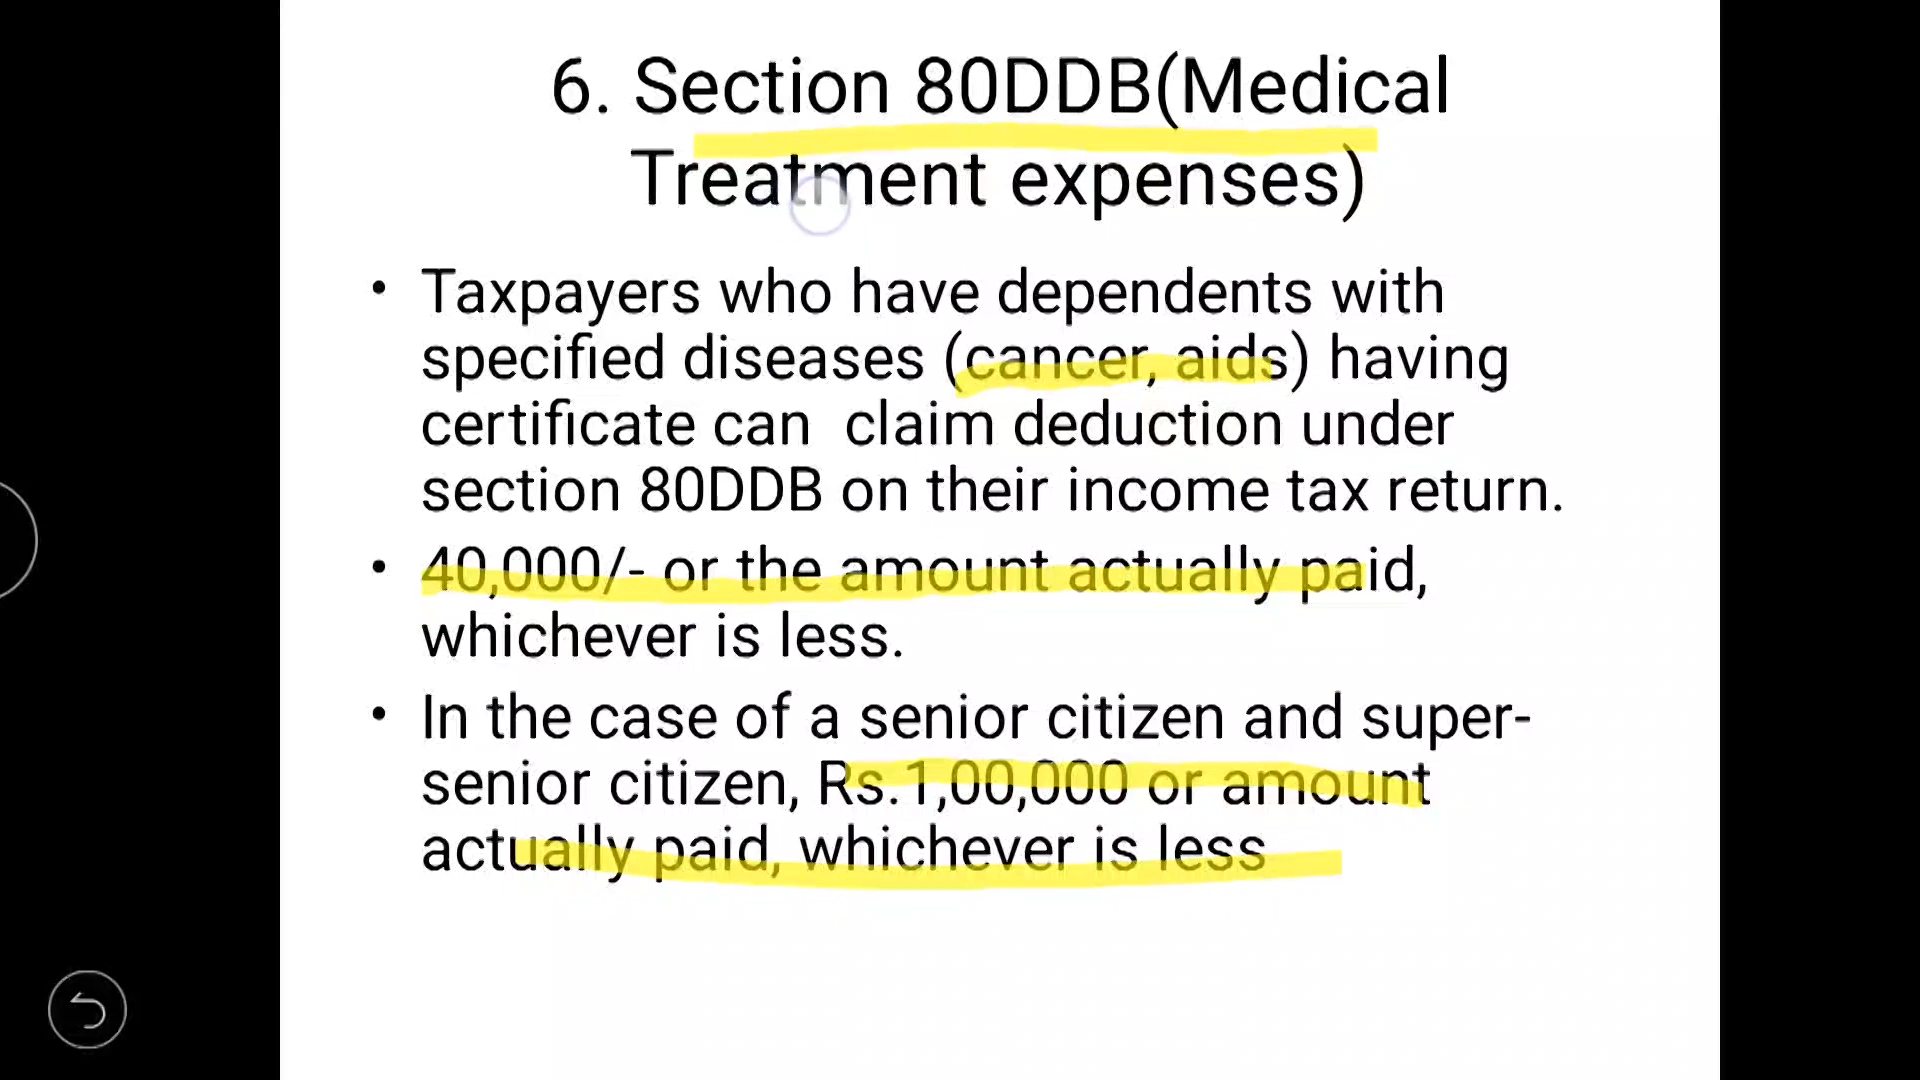 6. Section 80DDB(Medical
Treatment expenses)
• Taxpayers who have dependents with
specified diseases (cancer, aids) having
certificate can  claim deduction under
section 80DDB on their income tax return.
• 40,000/- or the amount actually paid,
whichever is less.
• In the case of a senior citizen and super-
senior citizen, Rs.1,00,000 or amount
actually paid, whichever is less